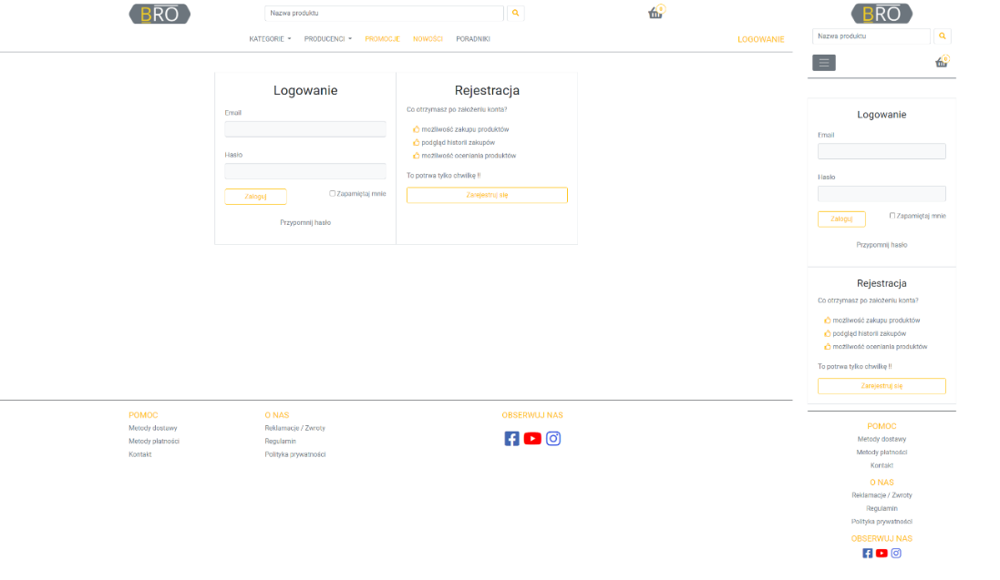 BRO
Nazwa produktu
0
KATEGORIE
PRODUCENCI
PROMOCJE
NOWOŚCI
PORADNIKI
LOGOWANIE
Logowanie
Email
Hasło
Zaloguj
Zapamiętaj mnie
Przypomnij hasło
Rejestracja
Co otrzymasz po założeniu konta?
możliwość zakupu produktów
podgląd historii zakupów
możliwość oceniania produktów
To potrwa tylko chwilkę !!
Zarejestruj się
POMOC
Metody dostawy
Metody płatności
Kontakt
O NAS
Reklamacje / Zwroty
Regulamin
Polityka prywatności
OBSERWUJ NAS
BRO
Nazwa produktu
0
Logowanie
Email
Hasło
Zaloguj
Zapamiętaj mnie
Przypomnij hasło
Rejestracja
Co otrzymasz po założeniu konta?
możliwość zakupu produktów
podgląd historii zakupów
możliwość oceniania produktów
To potrwa tylko chwilkę !!
Zarejestruj się
POMOC
Metody dostawy
Metody płatności
Kontakt
O NAS
Reklamacje / Zwroty
Regulamin
Polityka prywatności
OBSERWUJ NAS